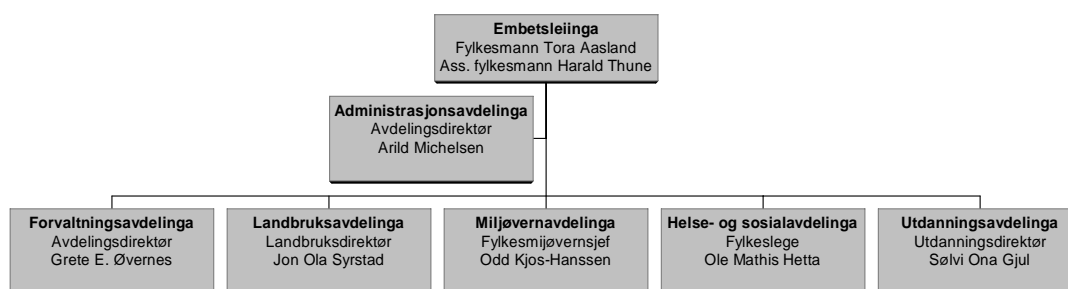 Embetsleiinga
Fylkesmann Tora Aasland
Ass. fylkesmann Harald Thune
Administrasjonsavdelinga
Avdelingsdirektør
Arild Michelsen
Forvaltningsavdelinga
Avdelingsdirektør
Grete E. Øvernes
Landbruksavdelinga
Landbruksdirektør
Jon Ola Syrstad
Miljøvernavdelinga
Fylkesmijøvernsjef
Odd Kjos-Hanssen
Helse- og sosialavdelinga
Fylkeslege
Ole Mathis Hetta
Utdanningsavdelinga
Utdanningsdirektør
Sølvi Ona Gjul